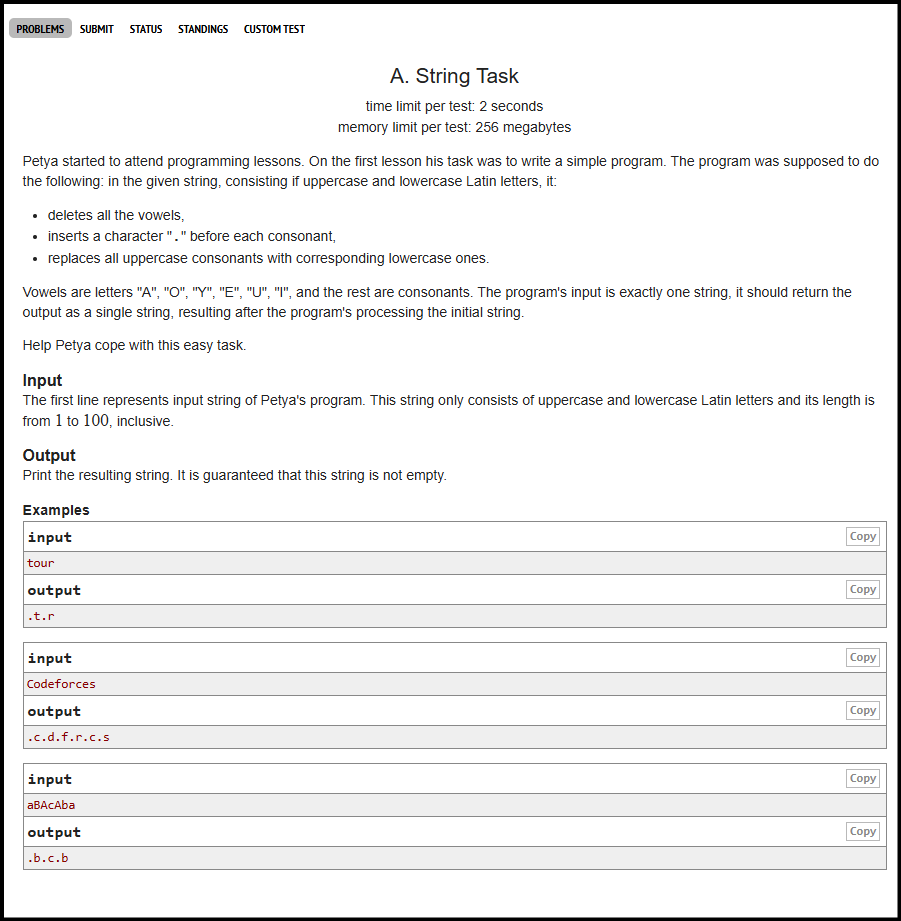 PROBLEMS SUBMIT STATUS STANDINGS CUSTOM TEST
A. String Task
time limit per test: 2 seconds
memory limit per test: 256 megabytes
Petya started to attend programming lessons. On the first lesson his task was to write a simple program. The program was supposed to do
the following: in the given string, consisting if uppercase and lowercase Latin letters, it:
• deletes all the vowels,
• inserts a character "." before each consonant,
• replaces all uppercase consonants with corresponding lowercase ones.
Vowels are letters "A", "O", "Y", "E", "U", "I", and the rest are consonants. The program's input is exactly one string, it should return the
output as a single string, resulting after the program's processing the initial string.
Help Petya cope with this easy task.
Input
The first line represents input string of Petya's program. This string only consists of uppercase and lowercase Latin letters and its length is
from 1 to 100, inclusive.
Output
Print the resulting string. It is guaranteed that this string is not empty.
Examples
input Copy
tour
output Copy
.t.r
input Copy
Codeforces
output Copy
.c.d.f.r.c.s
input Copy
aBAcAba
output Copy
.b.c.b